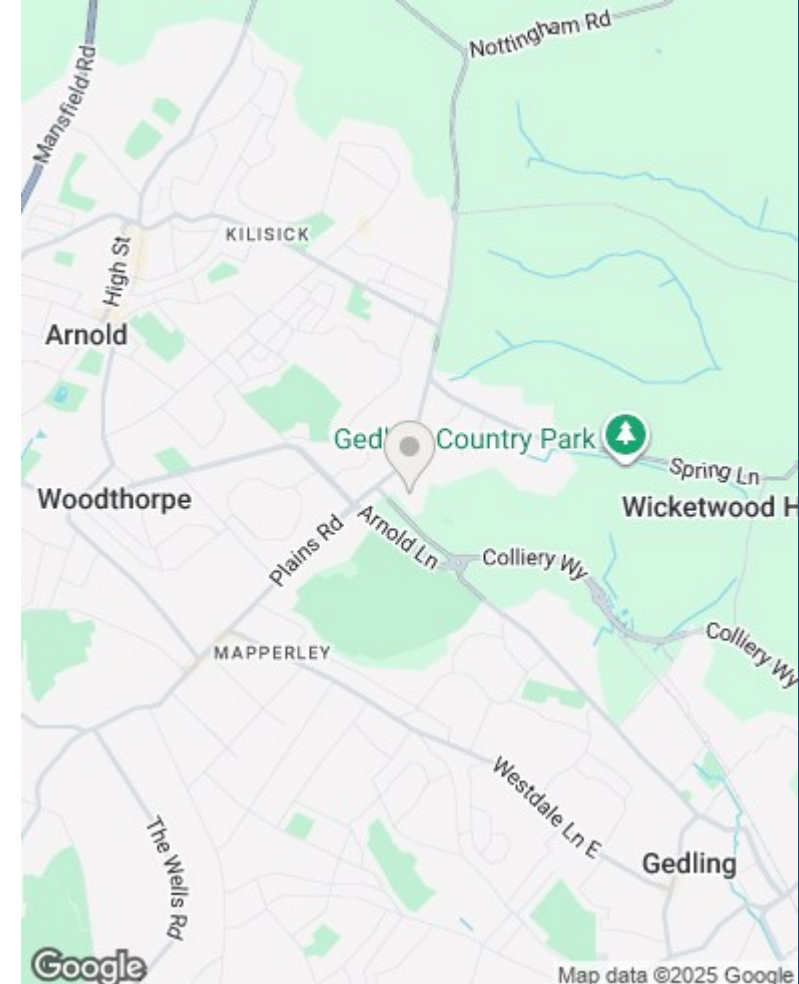 Nottingham Rd
Mansfield Rd
KILISICK
High St
Arnold
Country Park
Spring Ln
Woodthorpe
Wicketwood H
Plains Rd
Arnold Ln
Colliery Wy
MAPPERLEY
Colliery Wy
Westdale Ln E
The Wells Rd
Gedling
Google
Map data ©2025 Google